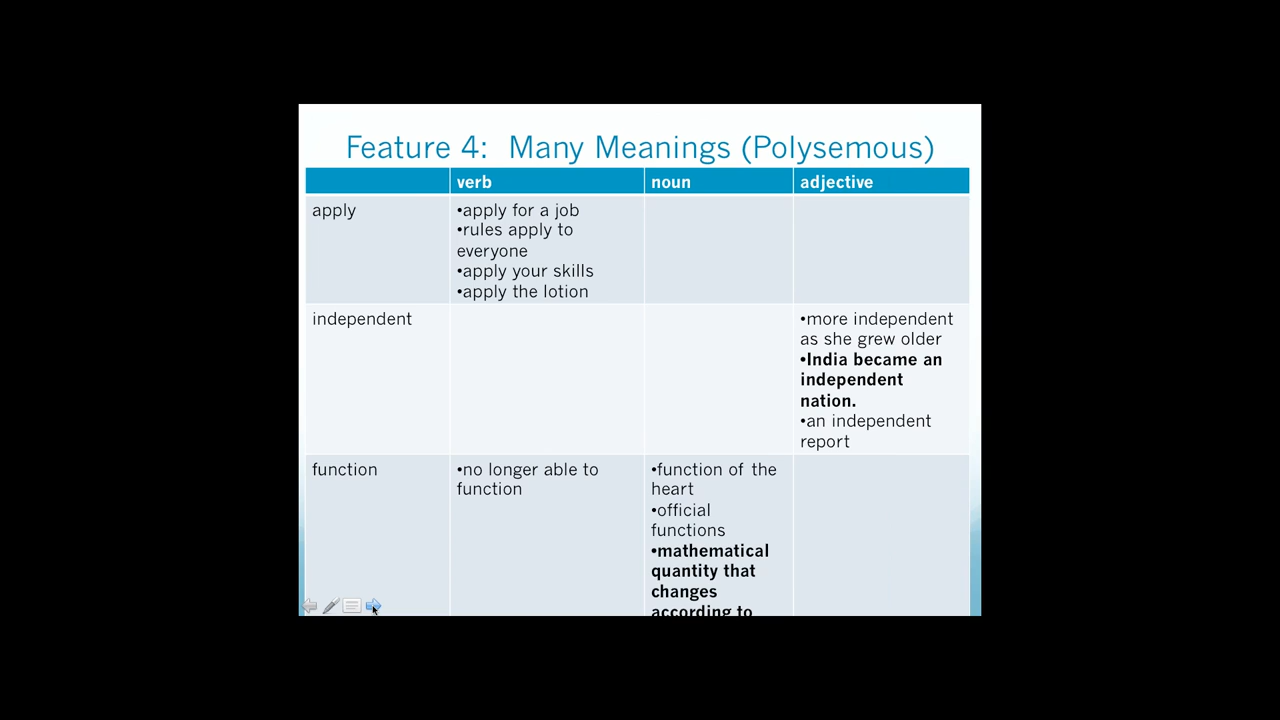 Feature 4: Many Meanings (Polysemous)
verb noun adjective
apply
•apply for a job
•rules apply to
everyone
•apply your skills
•apply the lotion
independent
•more independent
as she grew older
•India became an
independent
nation.
•an independent
report
function
•no longer able to
function
•function of the
heart
•official
functions
•mathematical
quantity that
changes
according to